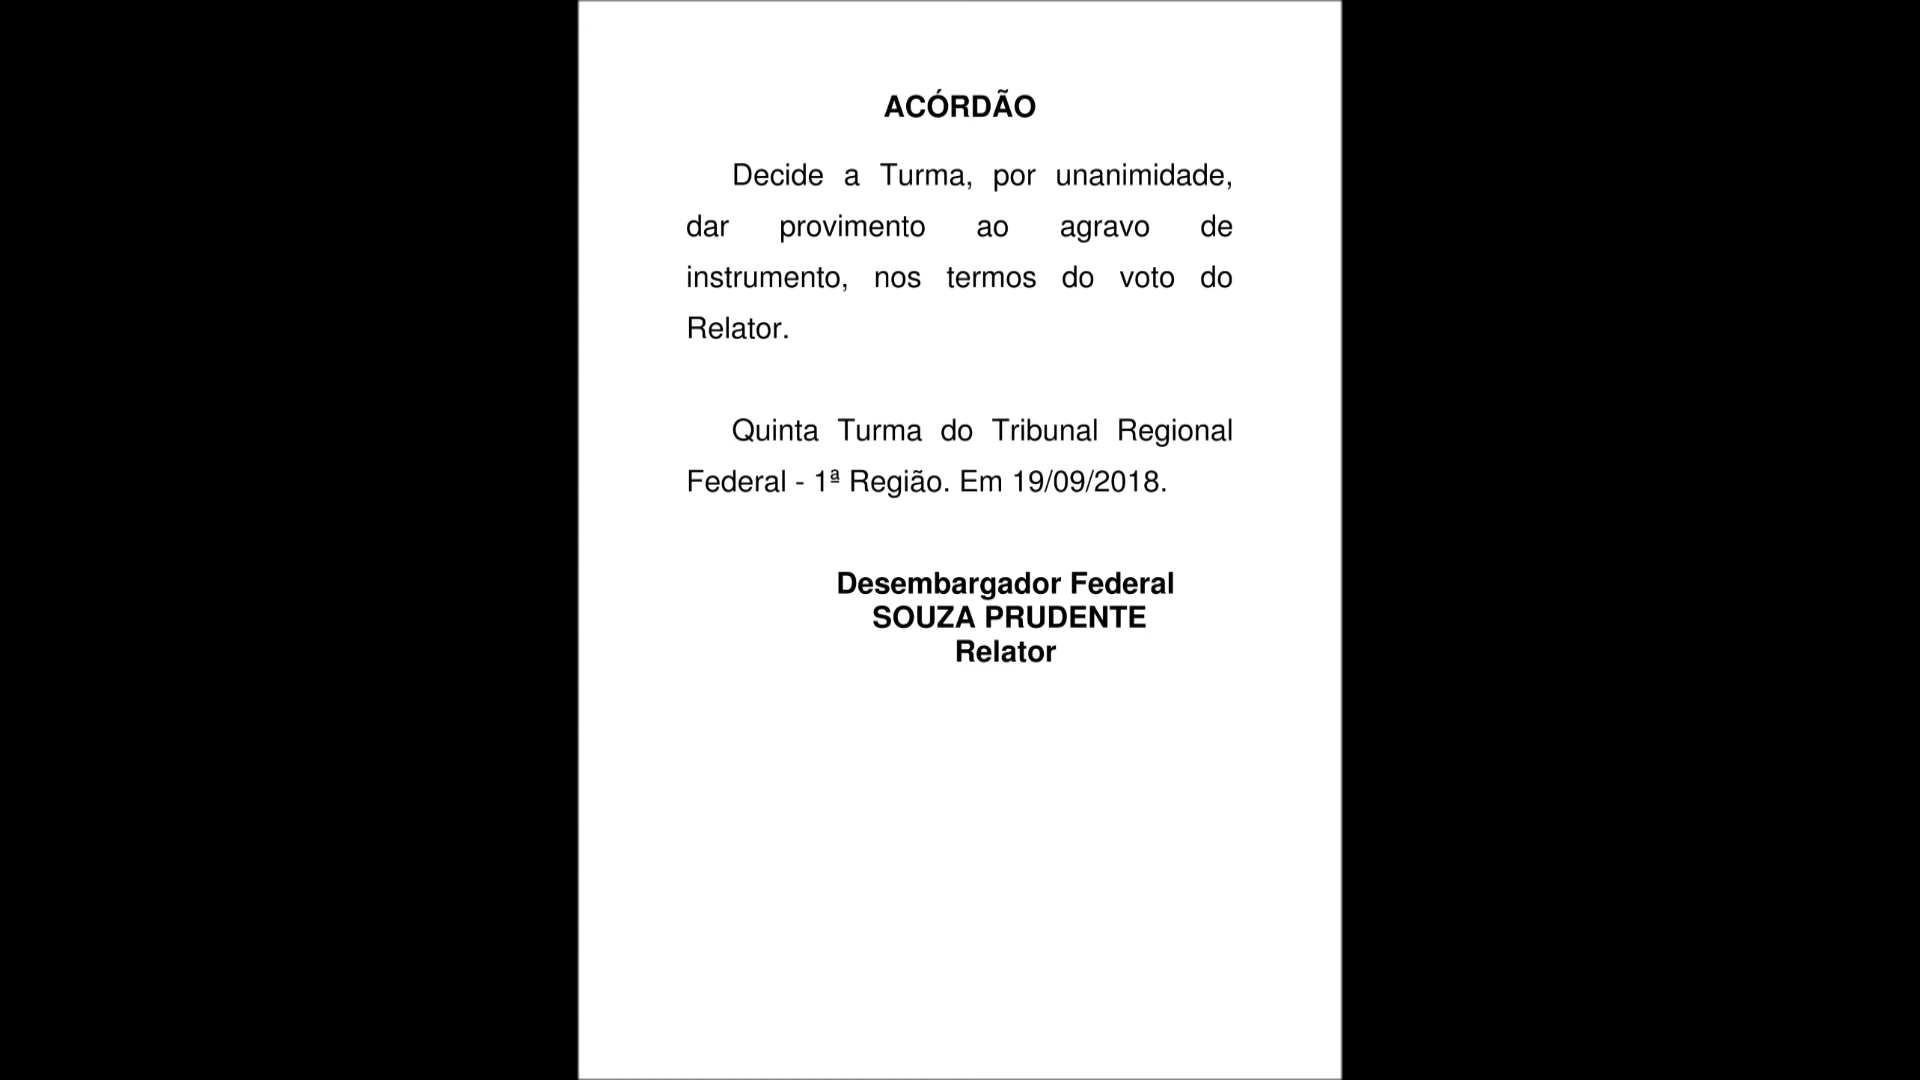 ACÓRDÃO
Decide a Turma, por unanimidade,
dar provimento ao agravo de
instrumento, nos termos do voto do
Relator.
Quinta Turma do Tribunal Regional
Federal - 1ª Região. Em 19/09/2018.
Desembargador Federal
SOUZA PRUDENTE
Relator